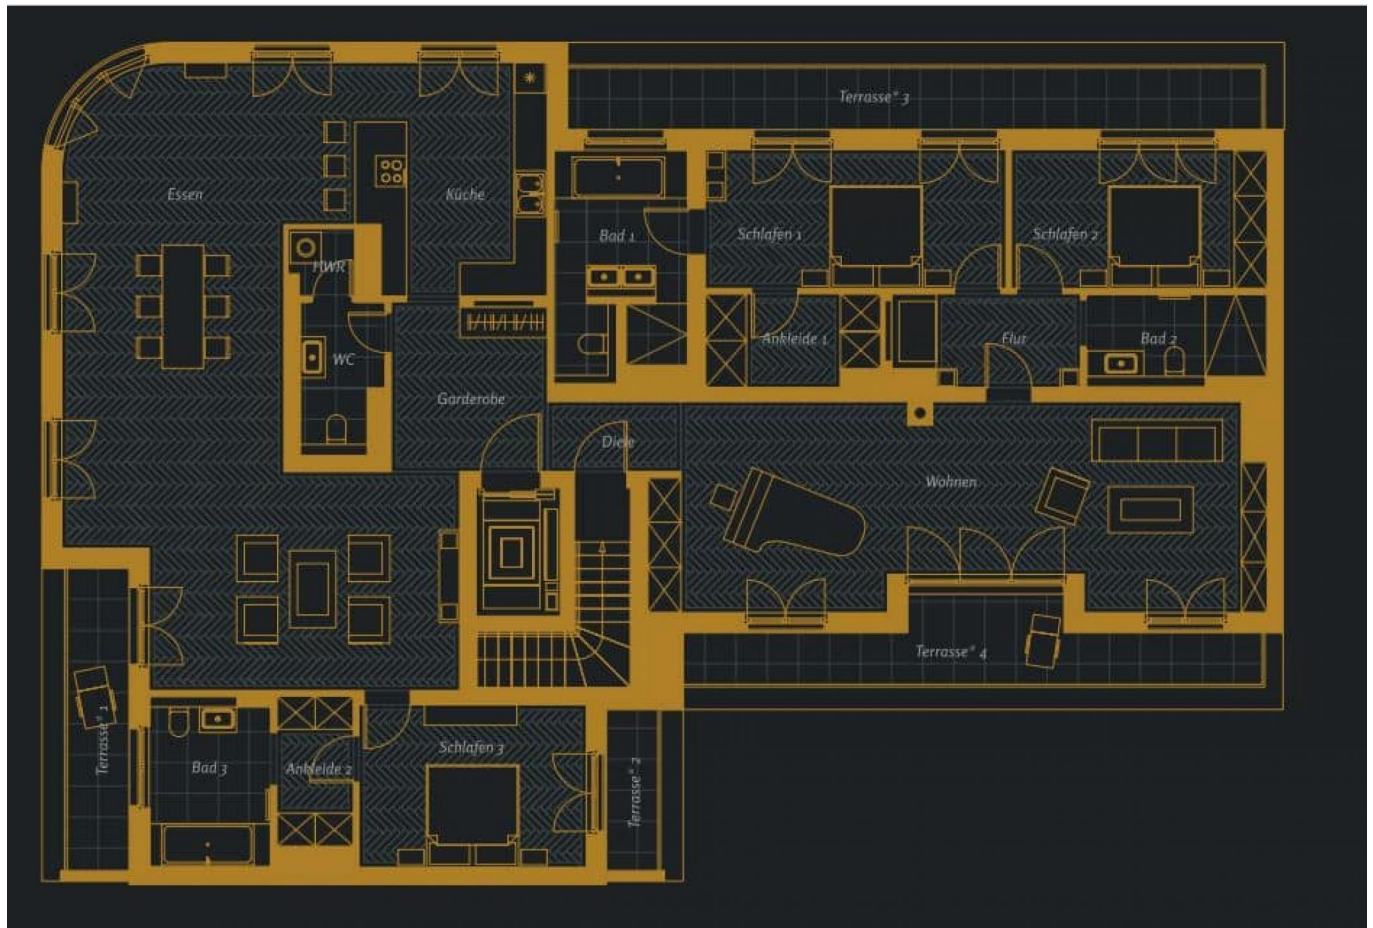 Terrasse* 3
Essen
Küche
Bad 1
Schlafen 1
Schlafen 2
HWR
WC
Ankleide 1
Flur
Bad 2
Garderobe
Diele
Wohnen
Terrasse* 4
Terrasse* 1
Bad 3
Ankleide 2
Schlafen 3
Terrasse* 2